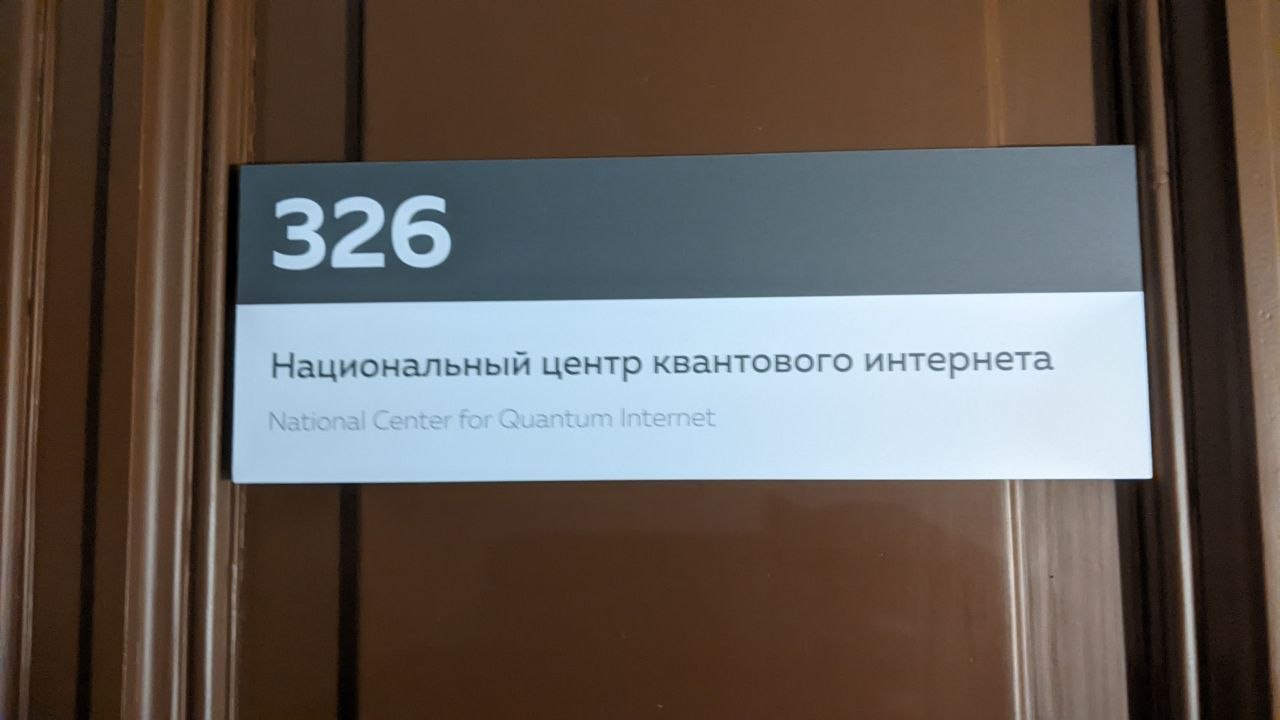 326
Национальный центр квантового интернета
National Center for Quantum Internet